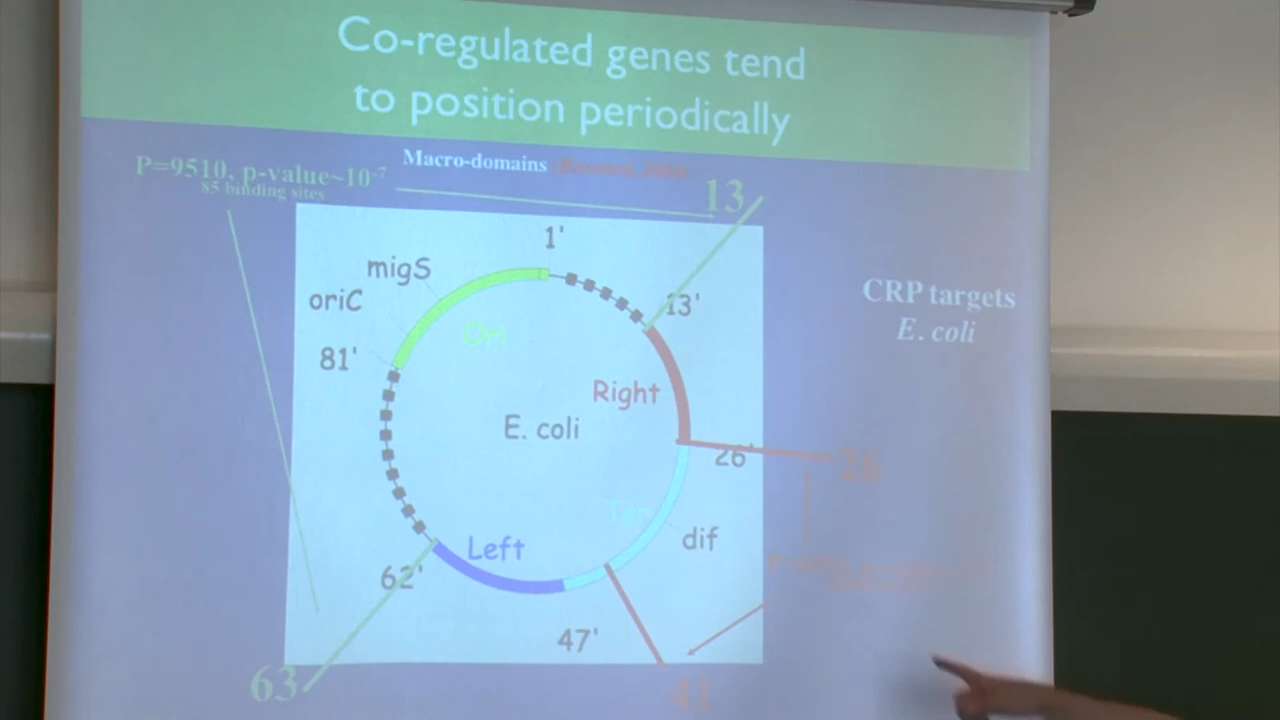 Co-regulated genes tend
to position periodically
P=9510, p-value~10⁻⁷
85 binding sites
Macro-domains
13
1'
migS
oriC
13'
CRP targets
E. coli
Ori
81'
Right
E. coli
26'
26
Ter
dif
Left
62'
47'
63
41